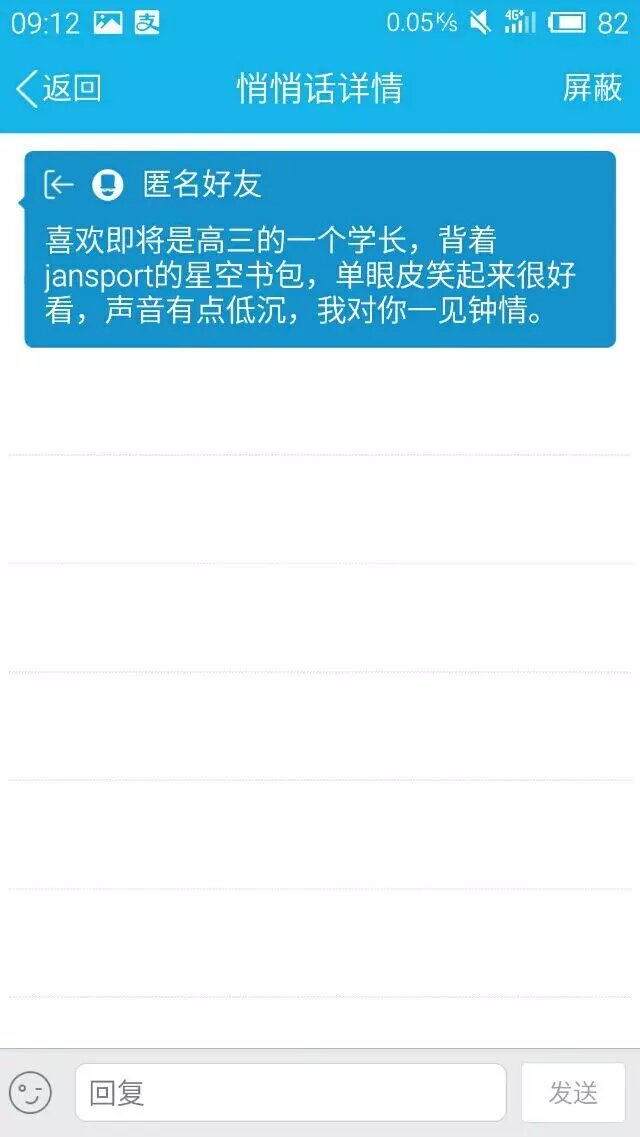 09:12 支 0.05K/s 4G+ 82
返回 悄悄话详情 屏蔽
匿名好友
喜欢即将是高三的一个学长，背着
jansport的星空书包，单眼皮笑起来很好
看，声音有点低沉，我对你一见钟情。
回复 发送